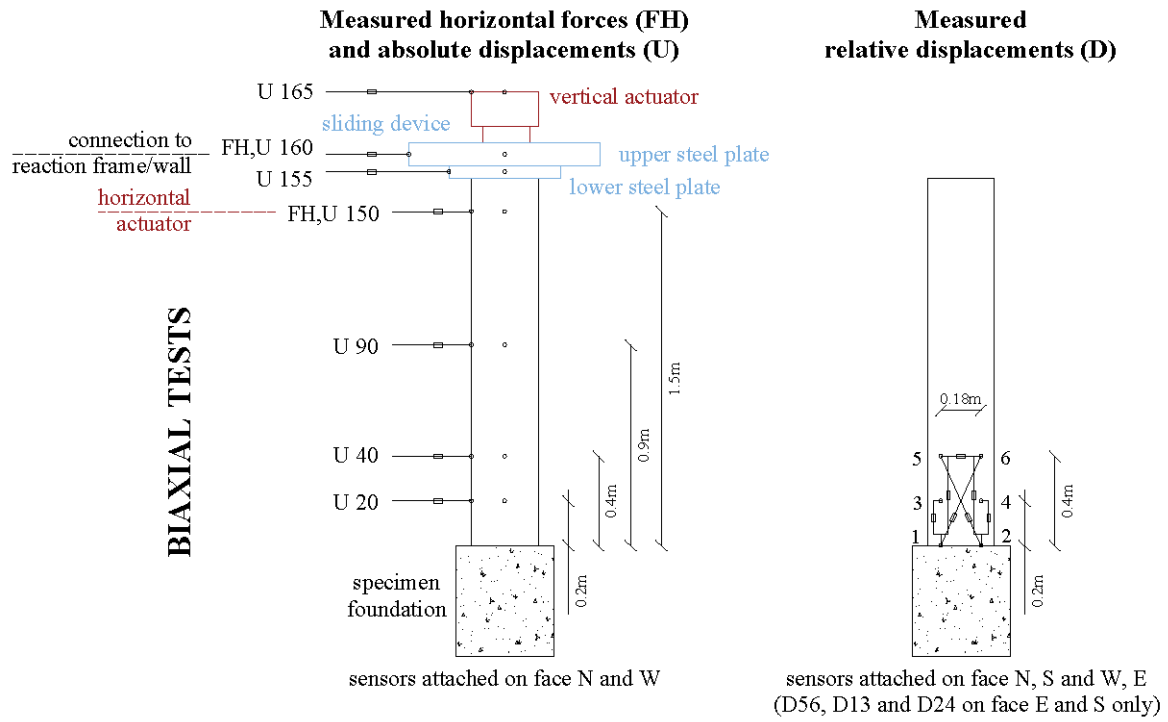 Measured horizontal forces (FH)
and absolute displacements (U)
Measured
relative displacements (D)
U 165
vertical actuator
sliding device
connection to
reaction frame/wall
FH,U 160
upper steel plate
U 155
lower steel plate
horizontal
actuator
FH,U 150
BIAXIAL TESTS
U 90
1.5m
0.9m
U 40
0.4m
U 20
0.2m
specimen
foundation
sensors attached on face N and W
0.18m
5
6
3
4
1
2
0.4m
0.2m
sensors attached on face N, S and W, E
(D56, D13 and D24 on face E and S only)